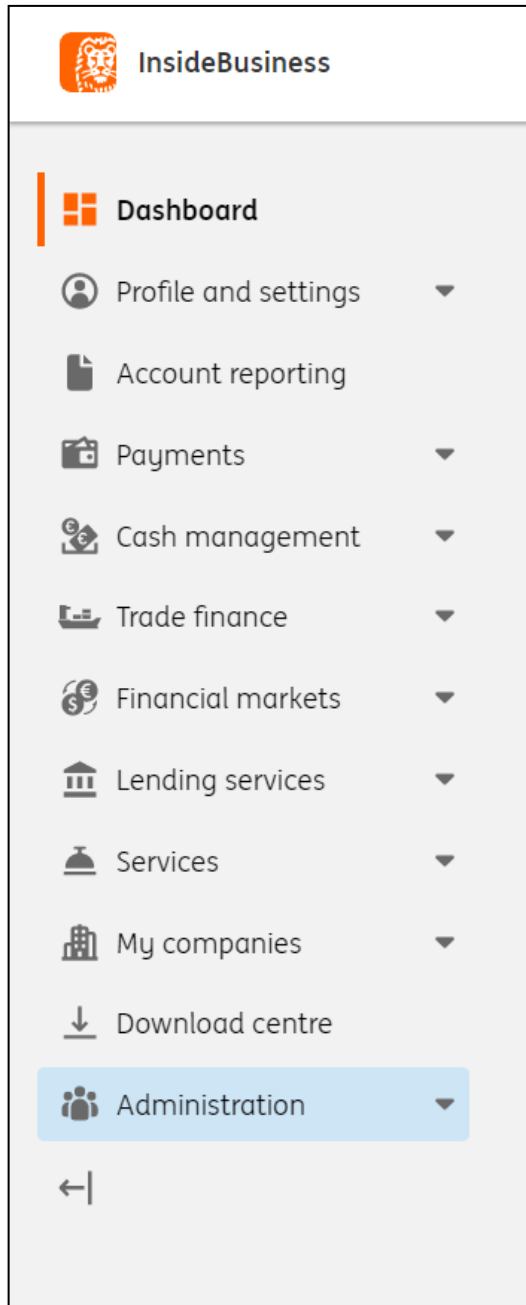 InsideBusiness
Dashboard
Profile and settings
Account reporting
Payments
Cash management
Trade finance
Financial markets
Lending services
Services
My companies
Download centre
Administration